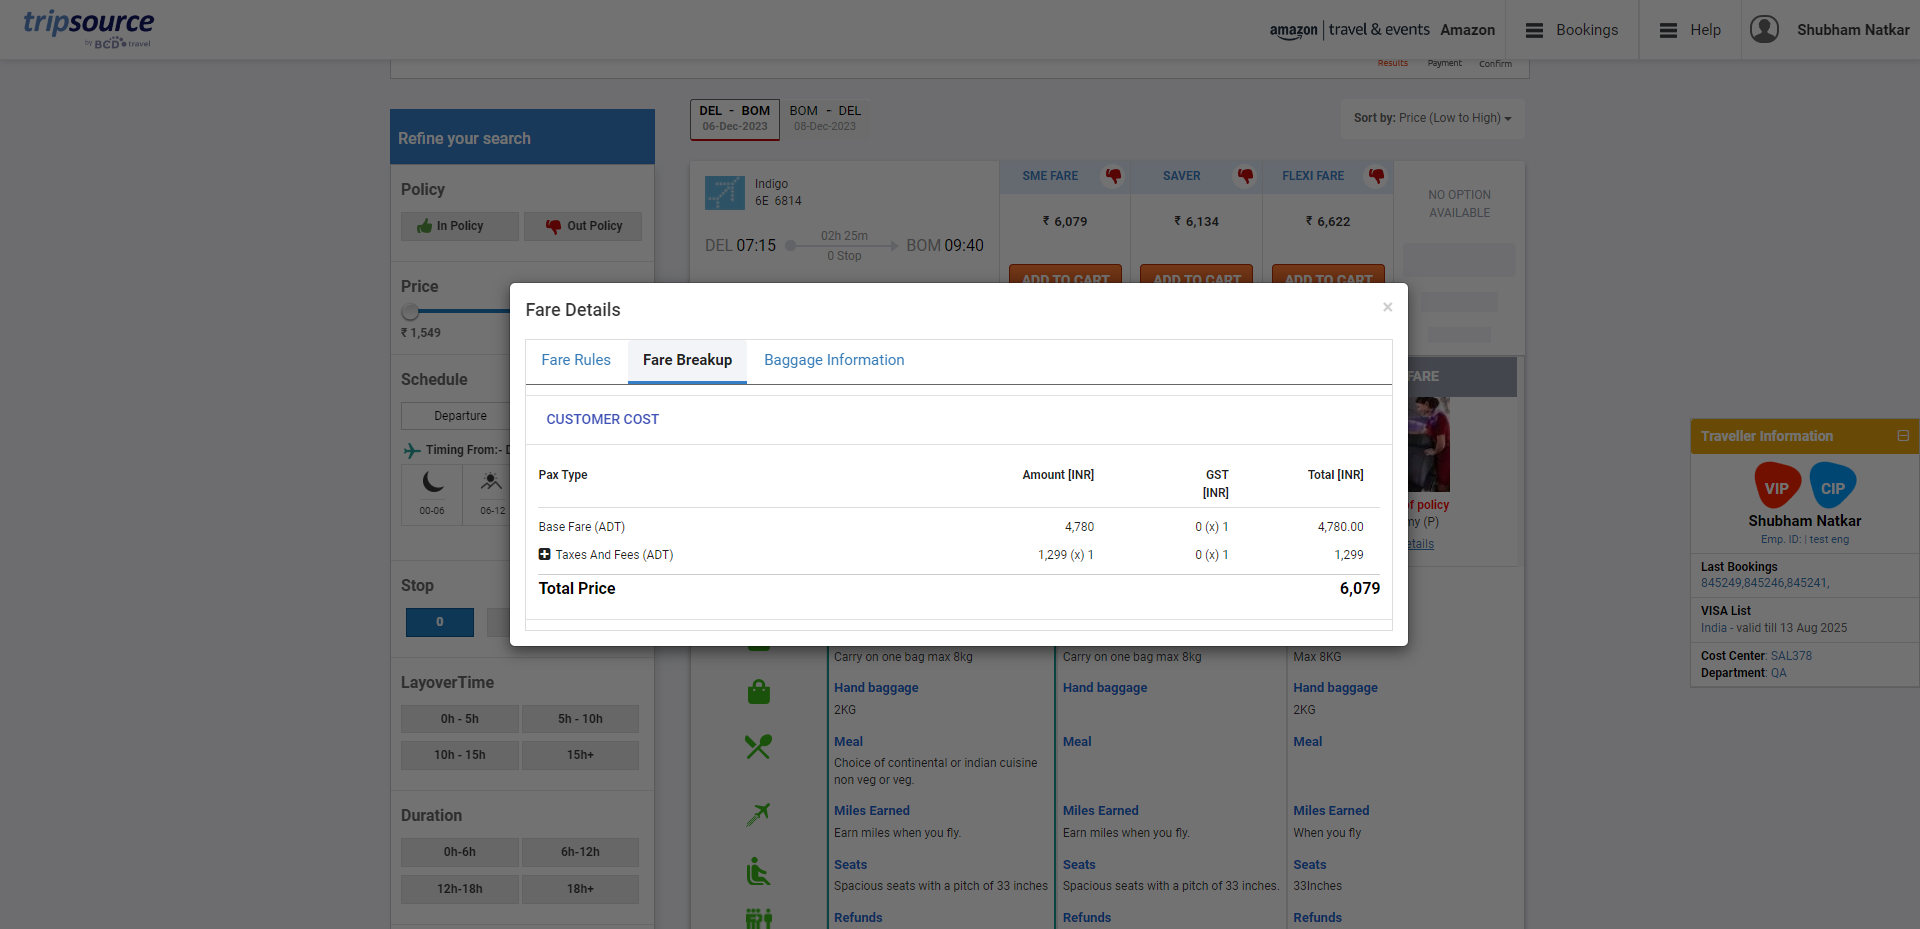 tripsource
by BCD travel
amazon | travel & events Amazon
Bookings
Help
Shubham Natkar
Results Payment Confirm
DEL - BOM
06-Dec-2023
BOM - DEL
08-Dec-2023
Sort by: Price (Low to High)
Refine your search
Policy
In Policy
Out Policy
Price
₹ 1,549
Schedule
Departure
Timing From:-
00-06
06-12
Stop
0
LayoverTime
0h - 5h
5h - 10h
10h - 15h
15h+
Duration
0h-6h
6h-12h
12h-18h
18h+
Indigo
6E 6814
DEL 07:15
02h 25m
0 Stop
BOM 09:40
SME FARE
SAVER
FLEXI FARE
₹ 6,079
₹ 6,134
₹ 6,622
ADD TO CART
ADD TO CART
ADD TO CART
NO OPTION
AVAILABLE
Fare Details
×
Fare Rules
Fare Breakup
Baggage Information
CUSTOMER COST
Pax Type
Amount [INR]
GST
[INR]
Total [INR]
Base Fare (ADT)
4,780
0 (x) 1
4,780.00
Taxes And Fees (ADT)
1,299 (x) 1
0 (x) 1
1,299
Total Price
6,079
FARE
of policy
my (P)
etails
Carry on one bag max 8kg
Carry on one bag max 8kg
Max 8KG
Hand baggage
Hand baggage
Hand baggage
2KG
2KG
Meal
Meal
Meal
Choice of continental or indian cuisine
non veg or veg.
Miles Earned
Miles Earned
Miles Earned
Earn miles when you fly.
Earn miles when you fly.
When you fly
Seats
Seats
Seats
Spacious seats with a pitch of 33 inches
Spacious seats with a pitch of 33 inches.
33Inches
Refunds
Refunds
Refunds
Traveller Information
VIP
CIP
Shubham Natkar
Emp. ID: | test eng
Last Bookings
845249,845246,845241,
VISA List
India - valid till 13 Aug 2025
Cost Center: SAL378
Department: QA